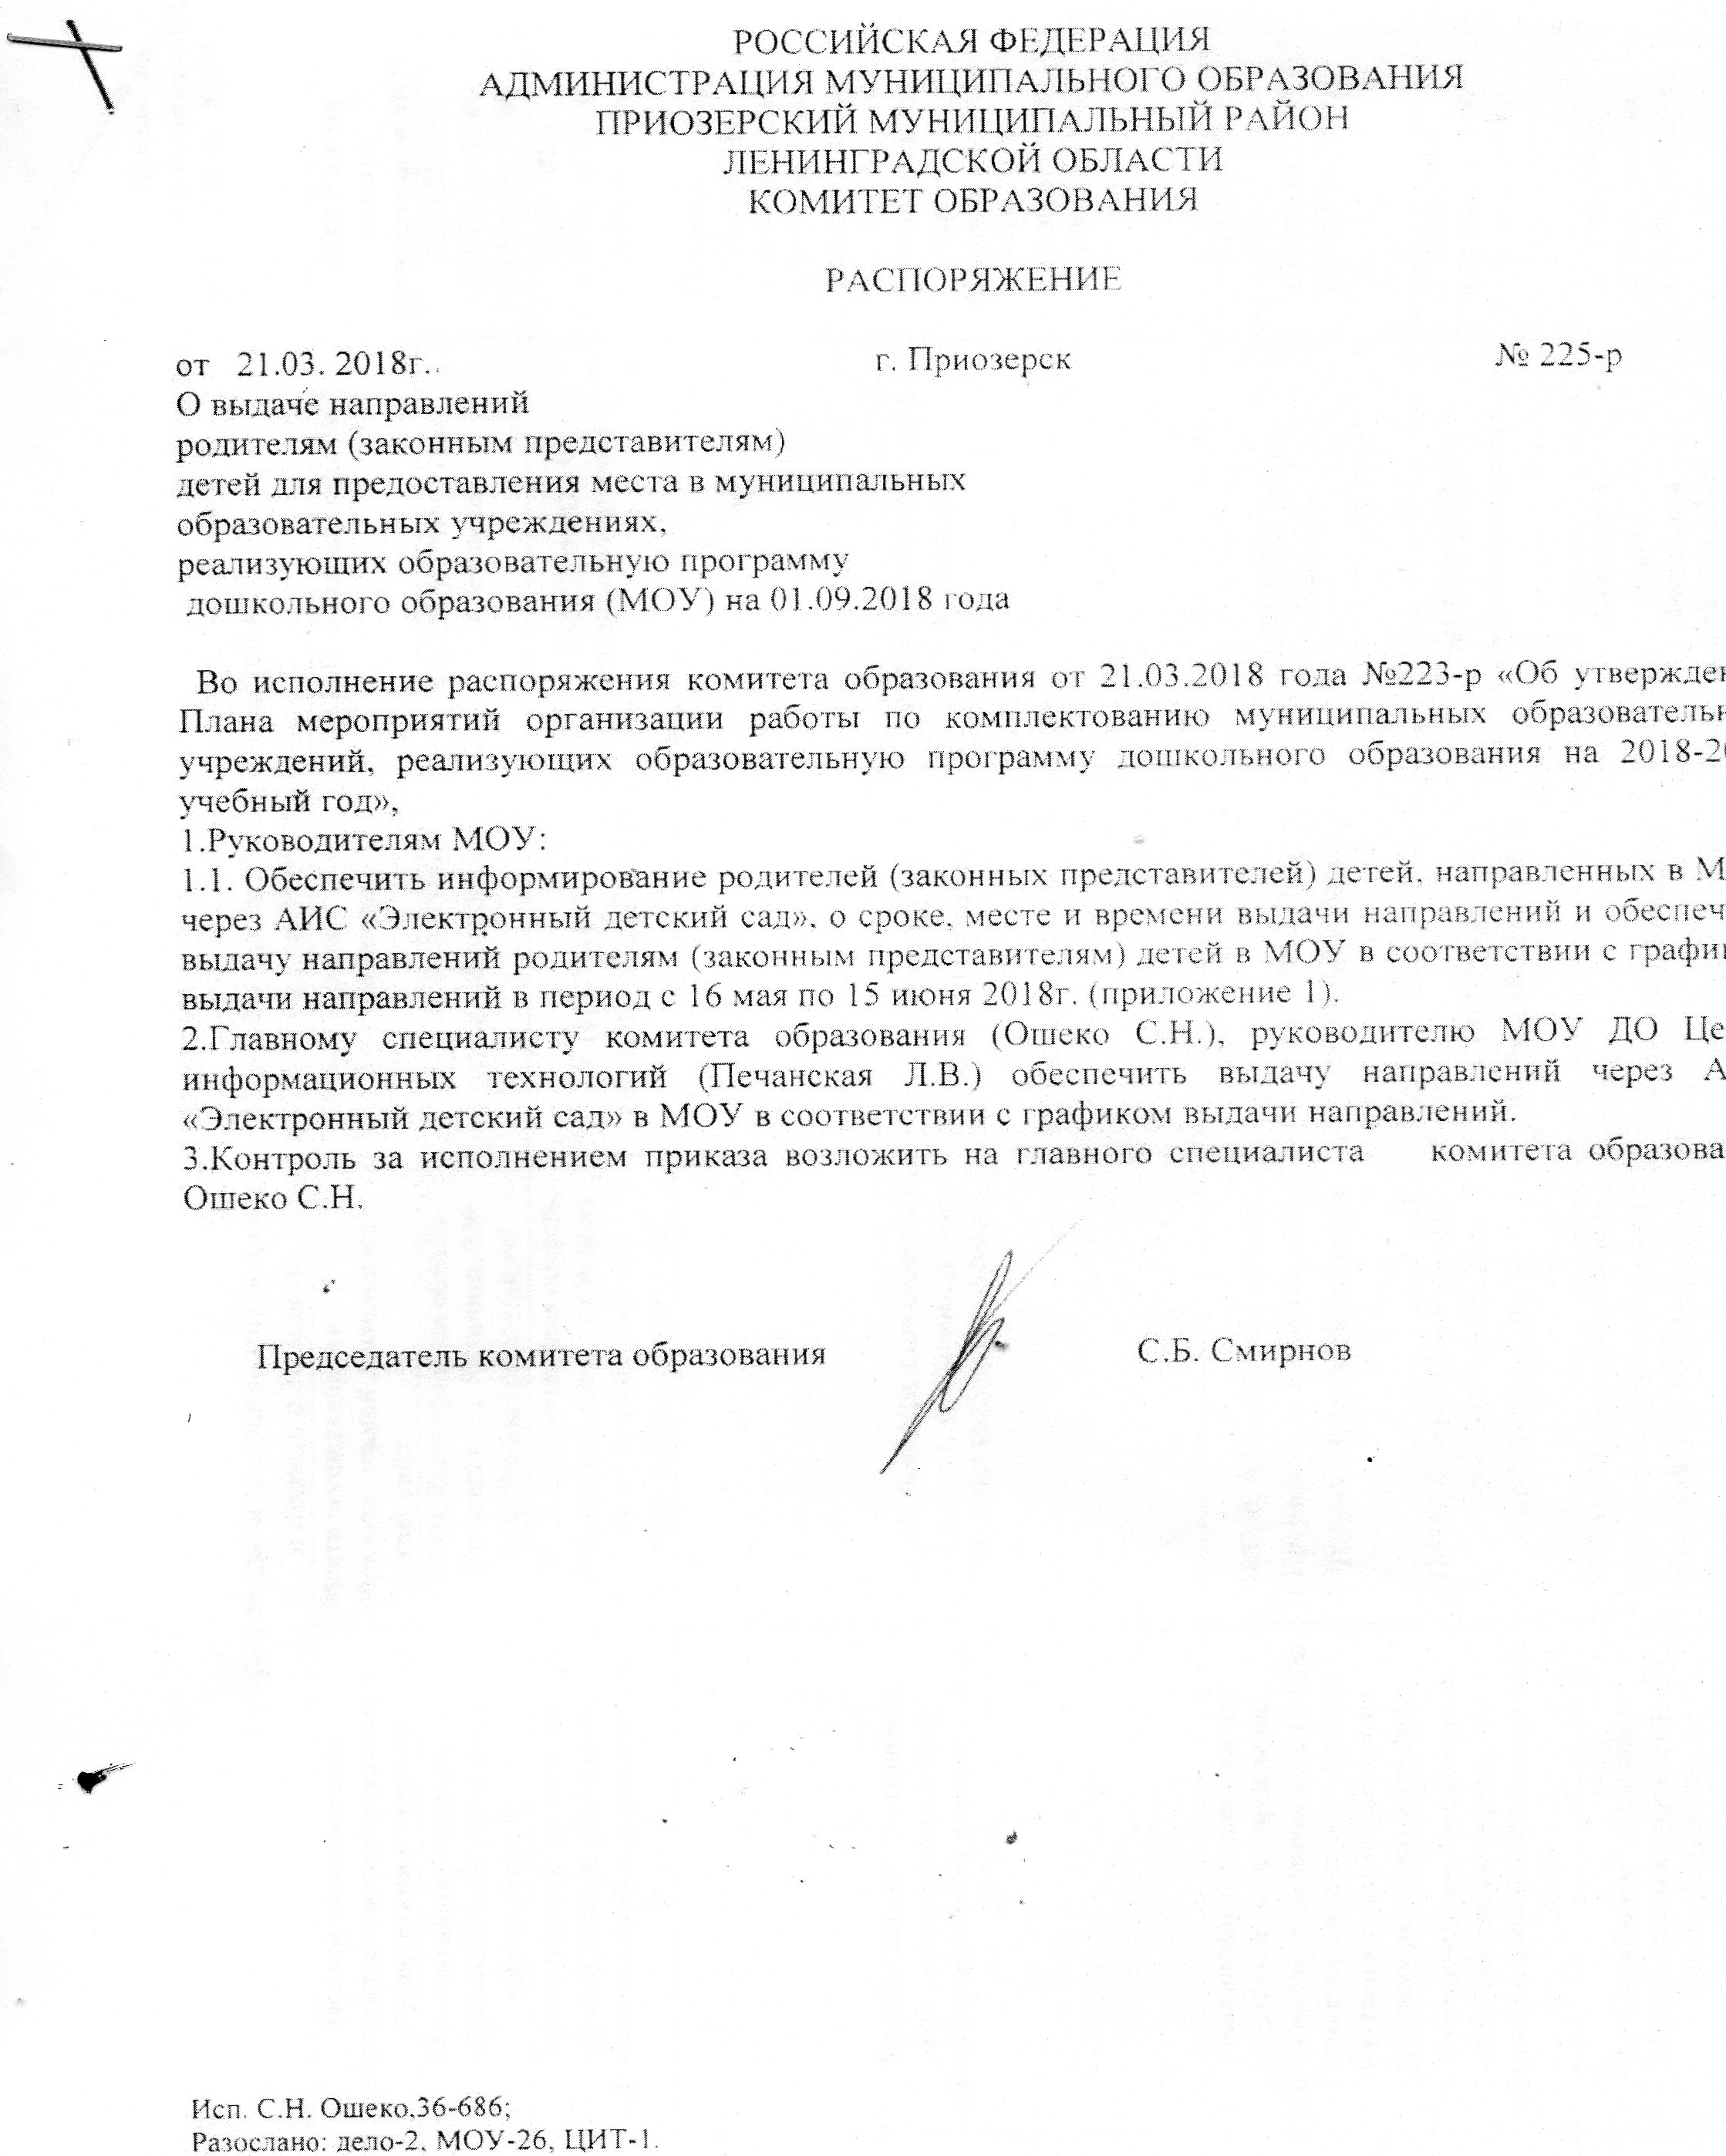 РОССИЙСКАЯ ФЕДЕРАЦИЯ
АДМИНИСТРАЦИЯ МУНИЦИПАЛЬНОГО ОБРАЗОВАНИЯ
ПРИОЗЕРСКИЙ МУНИЦИПАЛЬНЫЙ РАЙОН
ЛЕНИНГРАДСКОЙ ОБЛАСТИ
КОМИТЕТ ОБРАЗОВАНИЯ
РАСПОРЯЖЕНИЕ
от 21.03. 2018г. г. Приозерск № 225-р
О выдаче направлений
родителям (законным представителям)
детей для предоставления места в муниципальных
образовательных учреждениях,
реализующих образовательную программу
дошкольного образования (МОУ) на 01.09.2018 года
Во исполнение распоряжения комитета образования от 21.03.2018 года №223-р «Об утвержден
Плана мероприятий организации работы по комплектованию муниципальных образовательн
учреждений, реализующих образовательную программу дошкольного образования на 2018-20
учебный год»,
1.Руководителям МОУ:
1.1. Обеспечить информирование родителей (законных представителей) детей, направленных в М
через АИС «Электронный детский сад», о сроке, месте и времени выдачи направлений и обеспеч
выдачу направлений родителям (законным представителям) детей в МОУ в соответствии с графи
выдачи направлений в период с 16 мая по 15 июня 2018г. (приложение 1).
2.Главному специалисту комитета образования (Ошеко С.Н.), руководителю МОУ ДО Це
информационных технологий (Печанская Л.В.) обеспечить выдачу направлений через А
«Электронный детский сад» в МОУ в соответствии с графиком выдачи направлений.
3.Контроль за исполнением приказа возложить на главного специалиста комитета образова
Ошеко С.Н.
Председатель комитета образования С.Б. Смирнов
Исп. С.Н. Ошеко,36-686;
Разослано: дело-2, МОУ-26, ЦИТ-1.